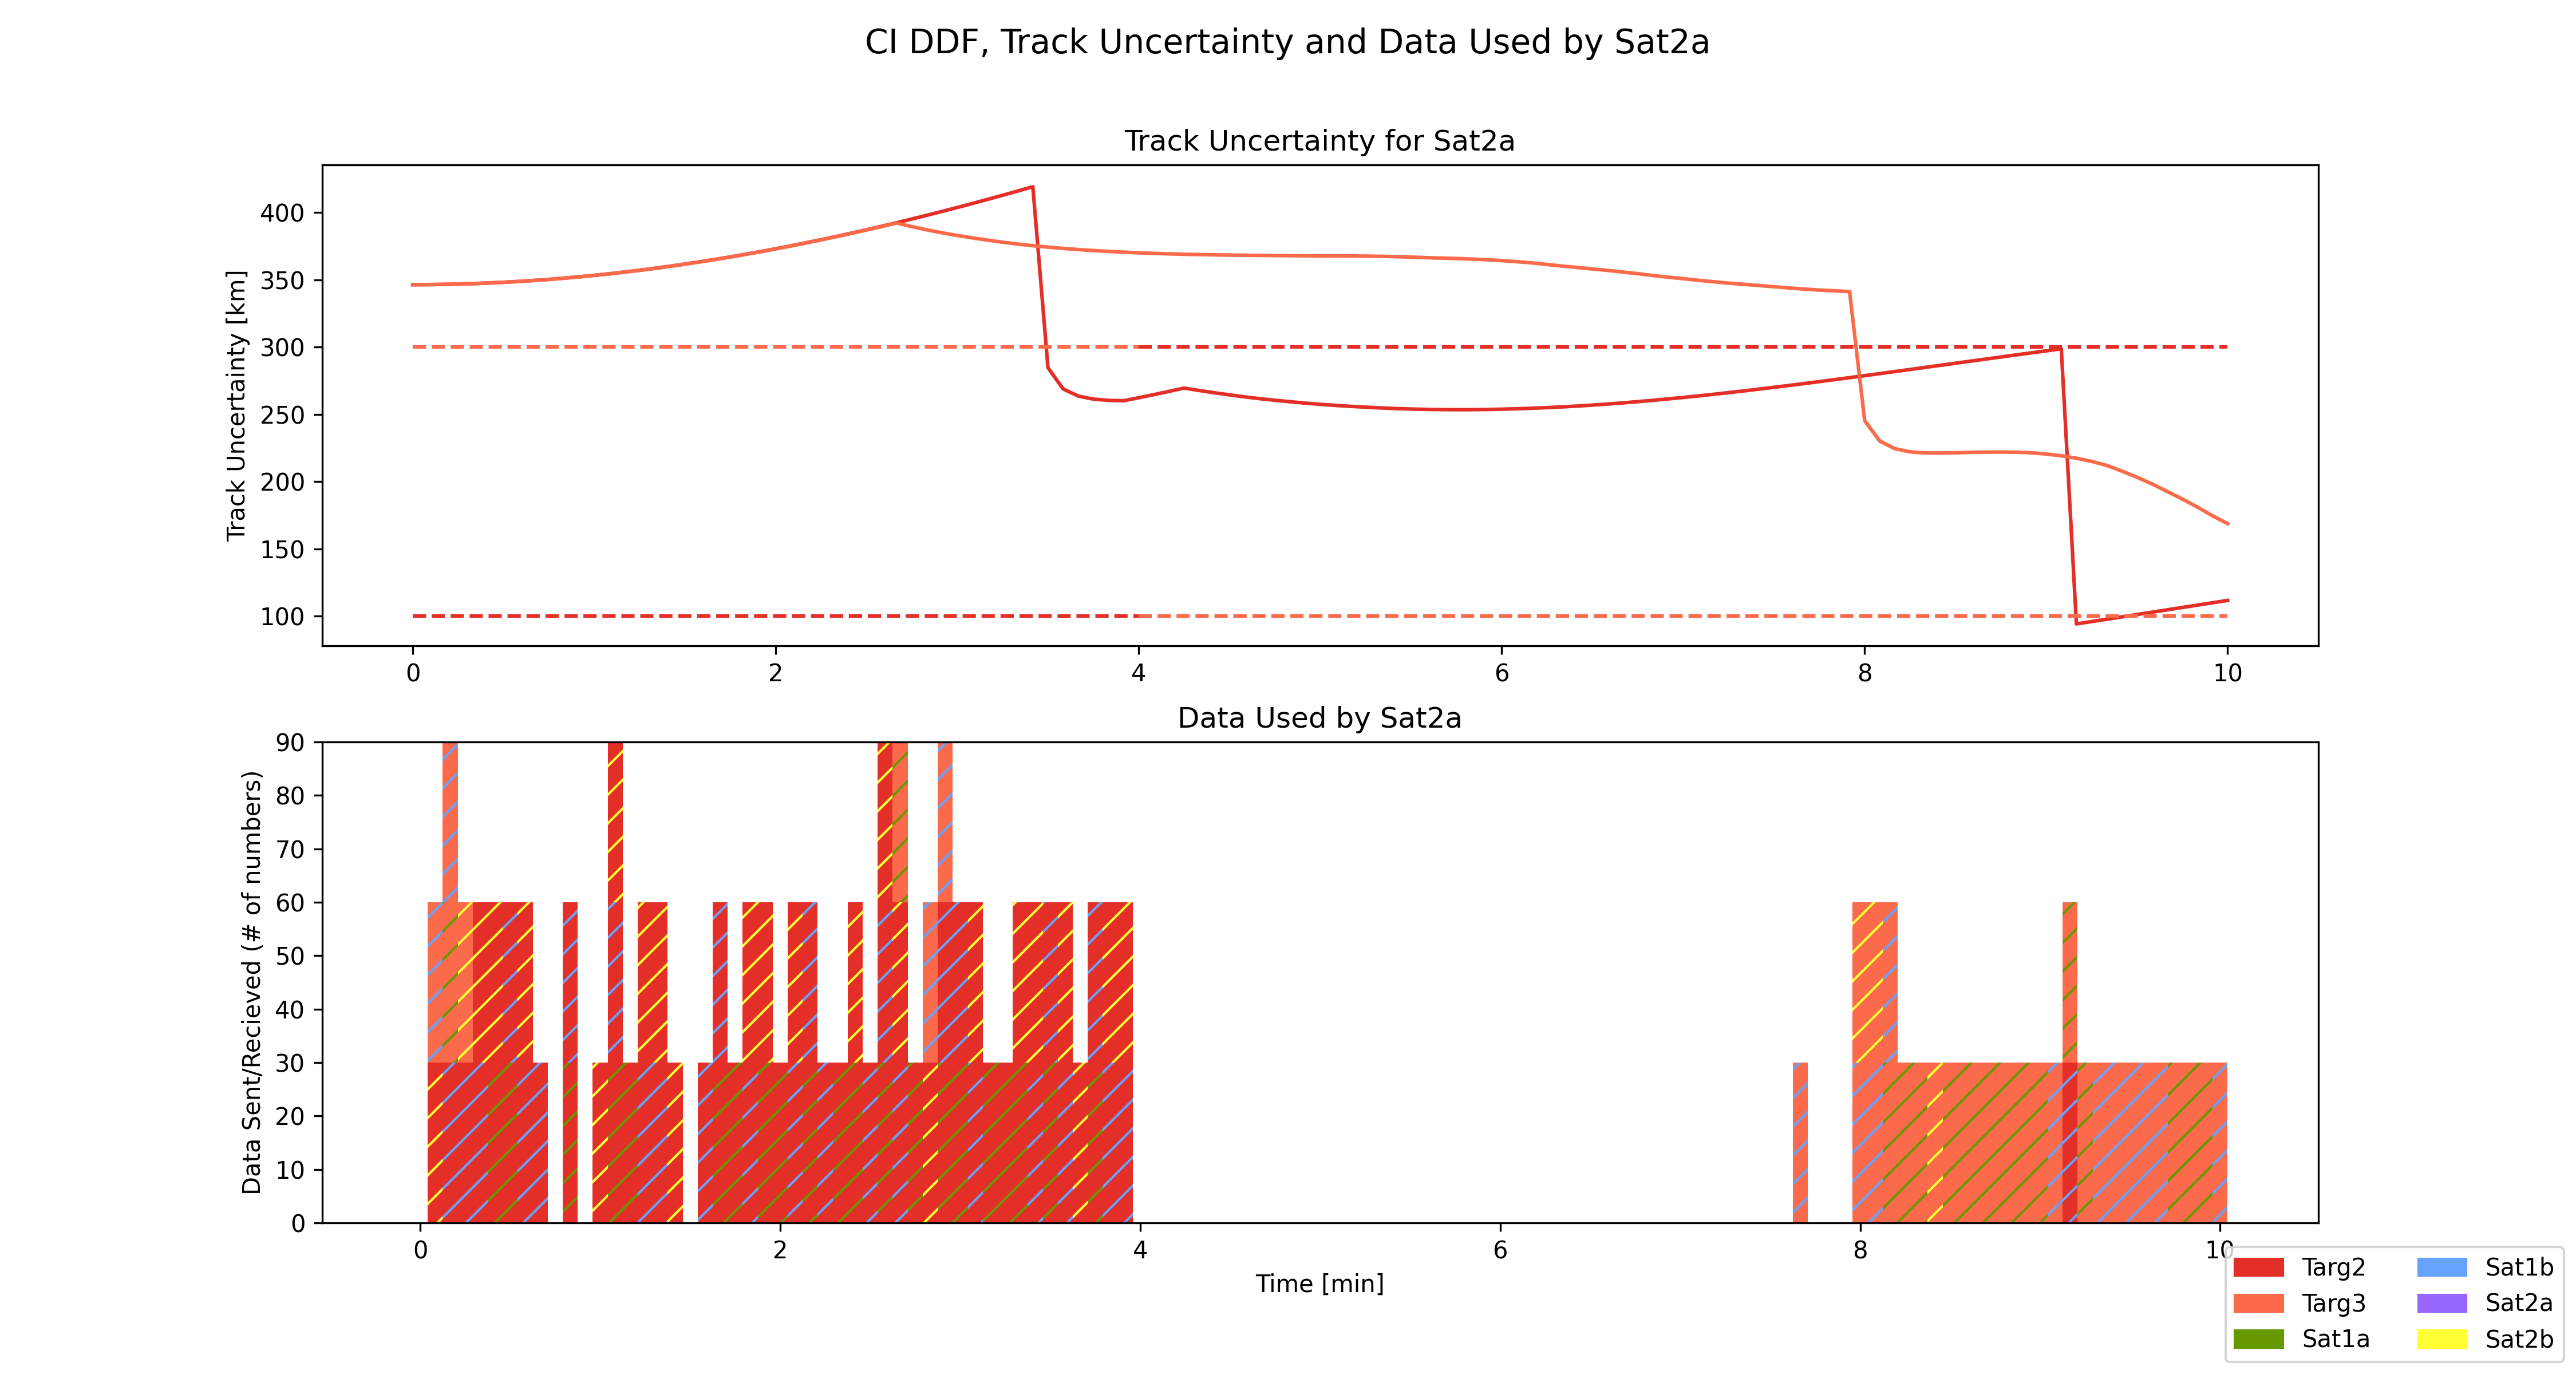 CI DDF, Track Uncertainty and Data Used by Sat2a
Track Uncertainty for Sat2a
Track Uncertainty [km]
400
350
300
250
200
150
100
0 2 4 6 8 10
Data Used by Sat2a
Data Sent/Recieved (# of numbers)
90
80
70
60
50
40
30
20
10
0
0 2 4 6 8 10
Time [min]
Targ2 Sat1b
Targ3 Sat2a
Sat1a Sat2b